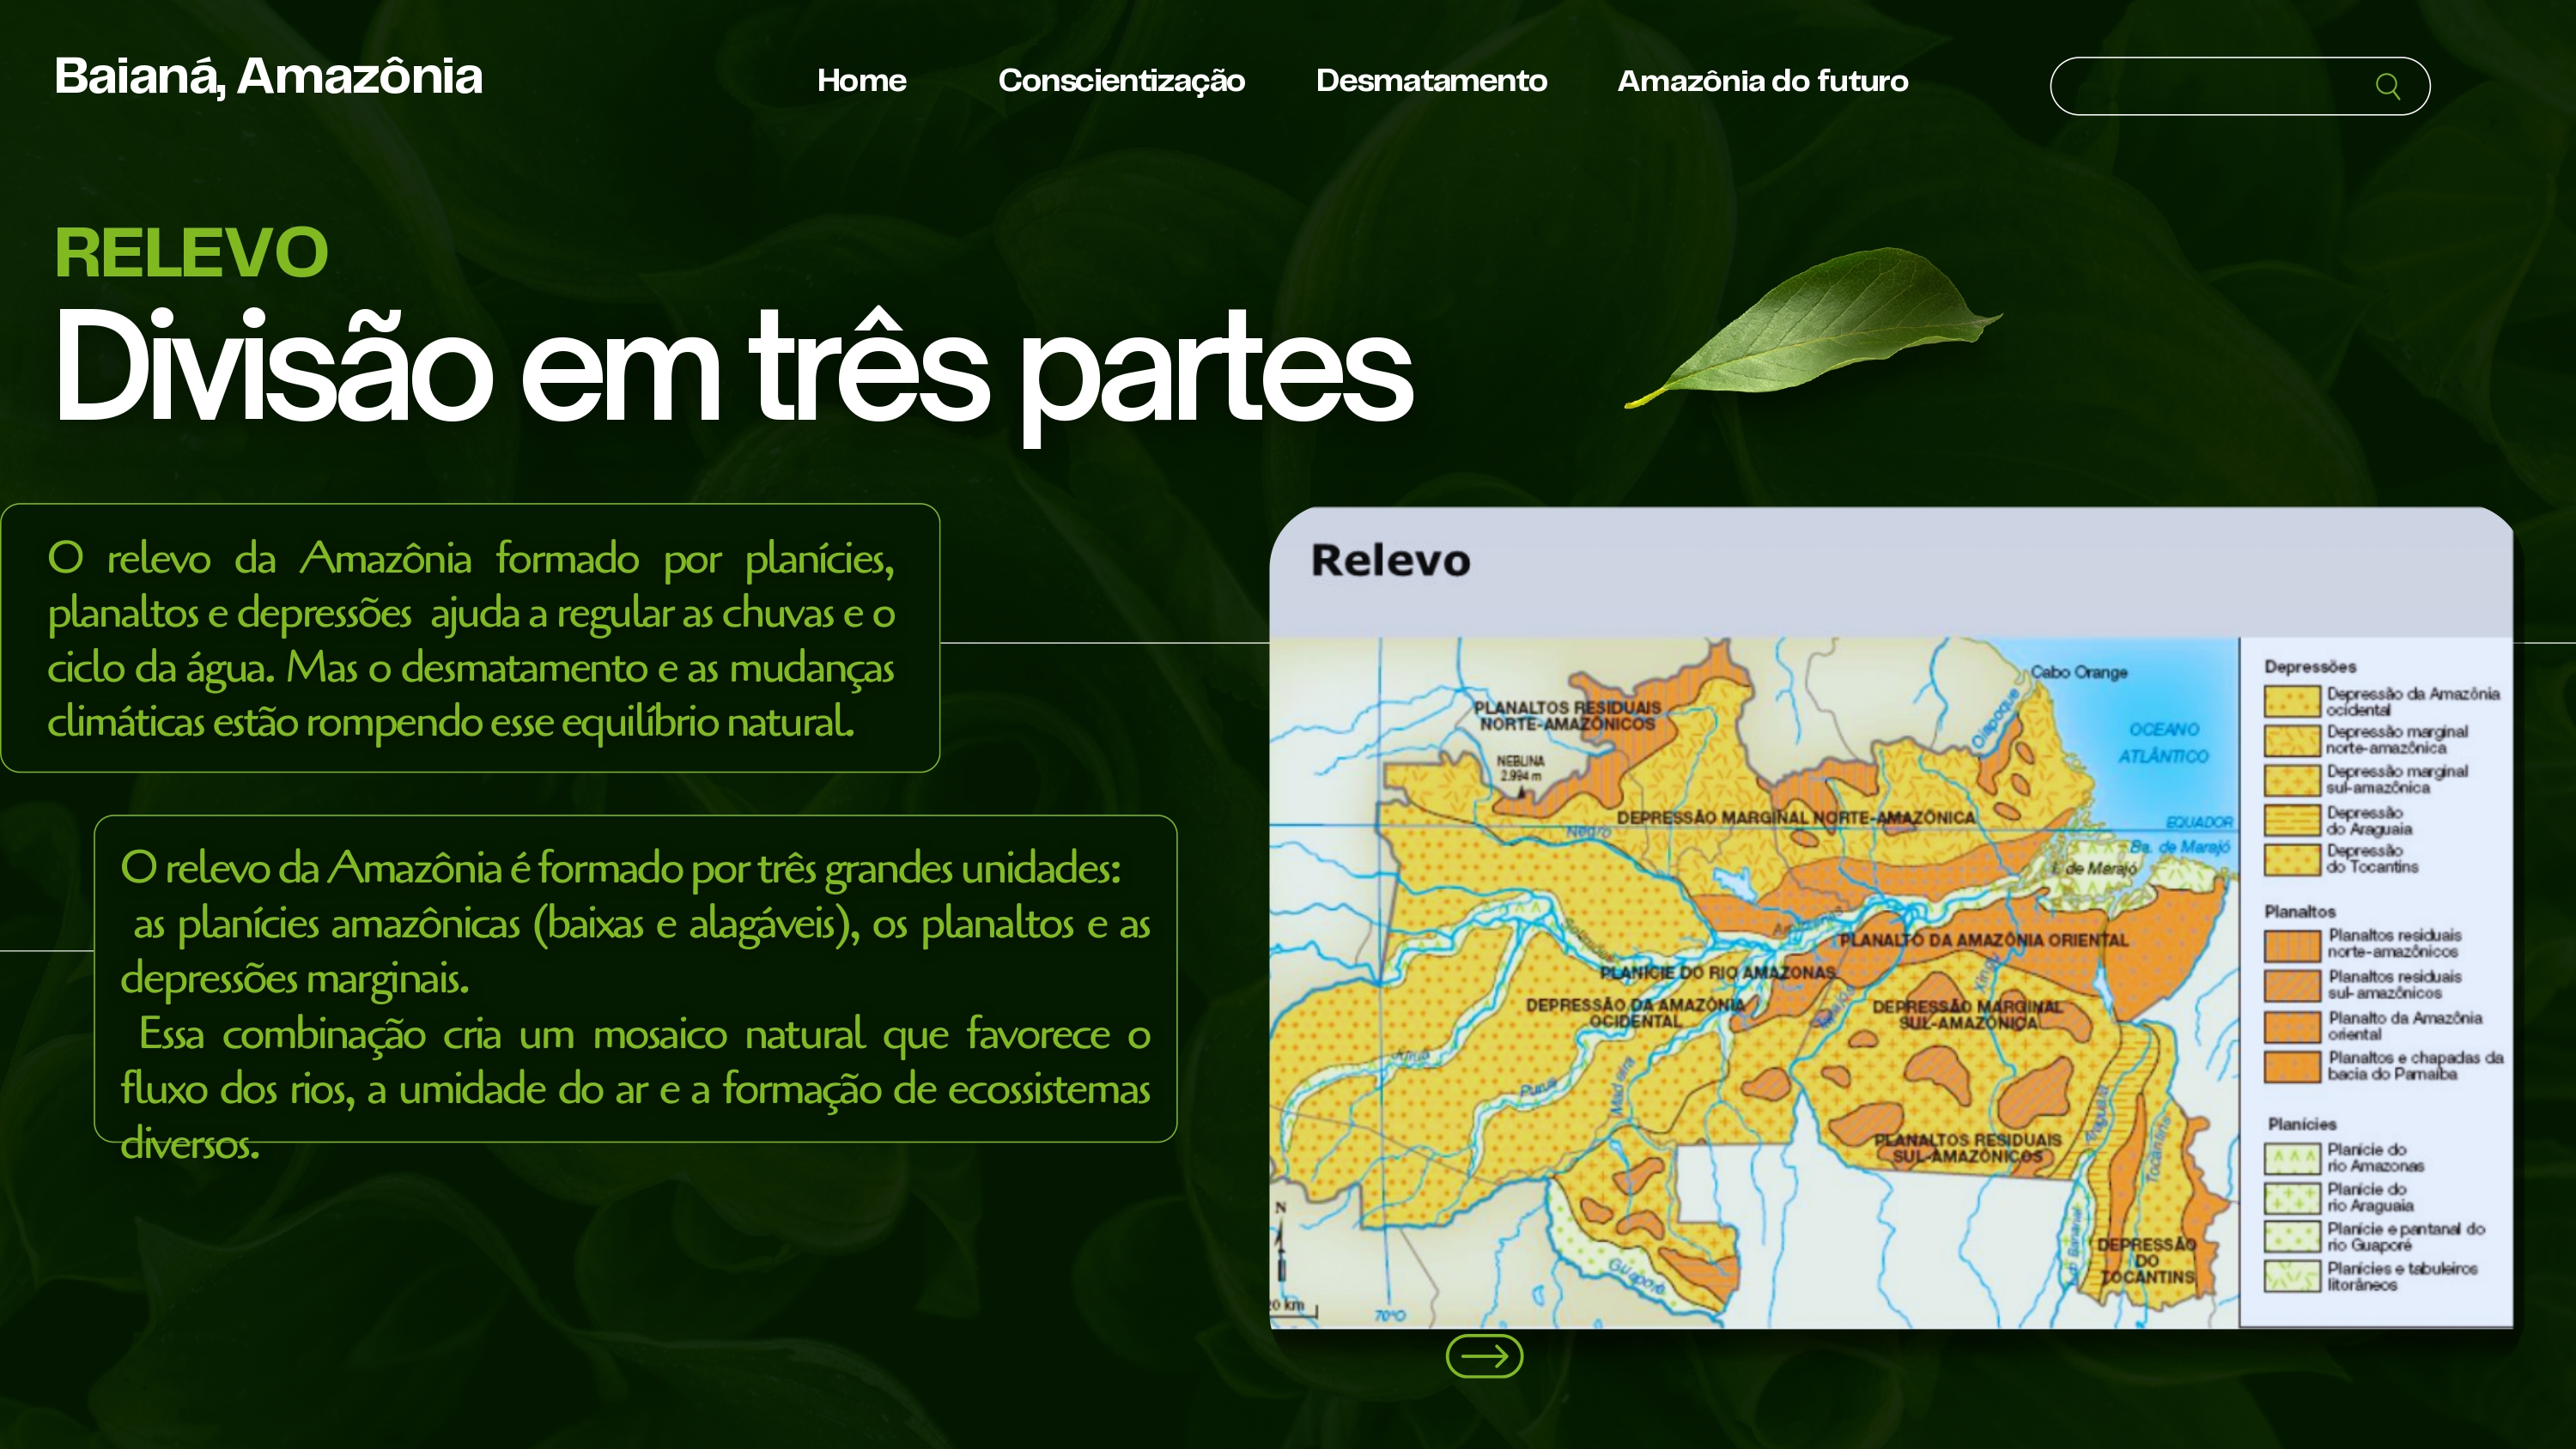 Baianá, Amazônia
Home
Conscientização
Desmatamento
Amazônia do futuro
RELEVO
Divisão em três partes
O relevo da Amazônia formado por planícies,
planaltos e depressões ajuda a regular as chuvas e o
ciclo da água. Mas o desmatamento e as mudanças
climáticas estão rompendo esse equilíbrio natural.
O relevo da Amazônia é formado por três grandes unidades:
as planícies amazônicas (baixas e alagáveis), os planaltos e as
depressões marginais.
Essa combinação cria um mosaico natural que favorece o
fluxo dos rios, a umidade do ar e a formação de ecossistemas
diversos.
Relevo
Cabo Orange
Oiapoque
OCEANO
ATLÂNTICO
PLANALTOS RESIDUAIS
NORTE-AMAZÔNICOS
NEBLINA
2.994 m
DEPRESSÃO MARGINAL NORTE-AMAZÔNICA
Negro
EQUADOR
Ba. de Marajó
I. de Marajó
Amazonas
Solimões
PLANALTO DA AMAZÔNIA ORIENTAL
PLANÍCIE DO RIO AMAZONAS
Xingu
DEPRESSÃO DA AMAZÔNIA
OCIDENTAL
Tapajós
DEPRESSÃO MARGINAL
SUL-AMAZÔNICA
Juruá
Purus
Madeira
Araguaia
Tocantins
PLANALTOS RESIDUAIS
SUL-AMAZÔNICOS
Guaporé
DEPRESSÃO
DO
TOCANTINS
N
0 km
70°O
Depressões
Depressão da Amazônia
ocidental
Depressão marginal
norte-amazônica
Depressão marginal
sul-amazônica
Depressão
do Araguaia
Depressão
do Tocantins
Planaltos
Planaltos residuais
norte-amazônicos
Planaltos residuais
sul-amazônicos
Planalto da Amazônia
oriental
Planaltos e chapadas da
bacia do Parnaíba
Planícies
Planície do
rio Amazonas
Planície do
rio Araguaia
Planície e pantanal do
rio Guaporé
Planícies e tabuleiros
litorâneos